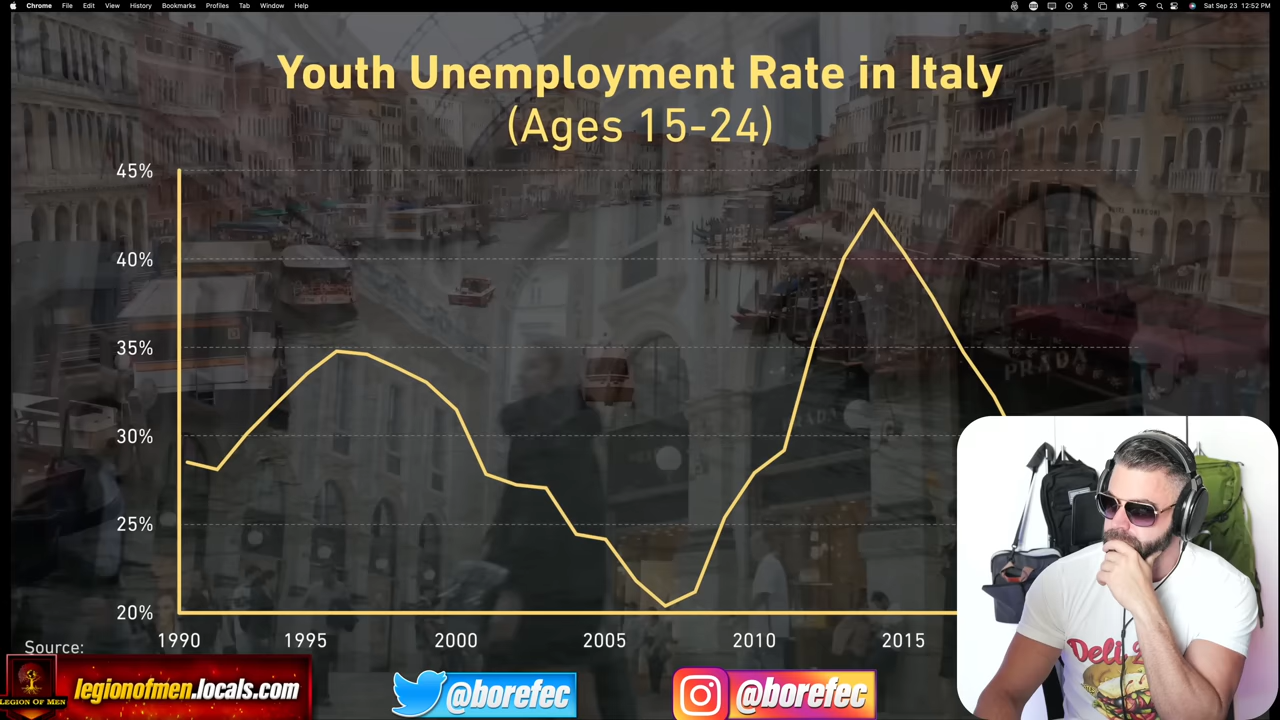 Chrome File Edit View History Bookmarks Profiles Tab Window Help Sat Sep 23 12:52 PM
Youth Unemployment Rate in Italy
(Ages 15-24)
45%
40%
35%
30%
25%
20%
1990 1995 2000 2005 2010 2015
Source:
PRADA
PRADA
LEGION OF MEN
legionofmen.locals.com
@borefec
@borefec
Deli